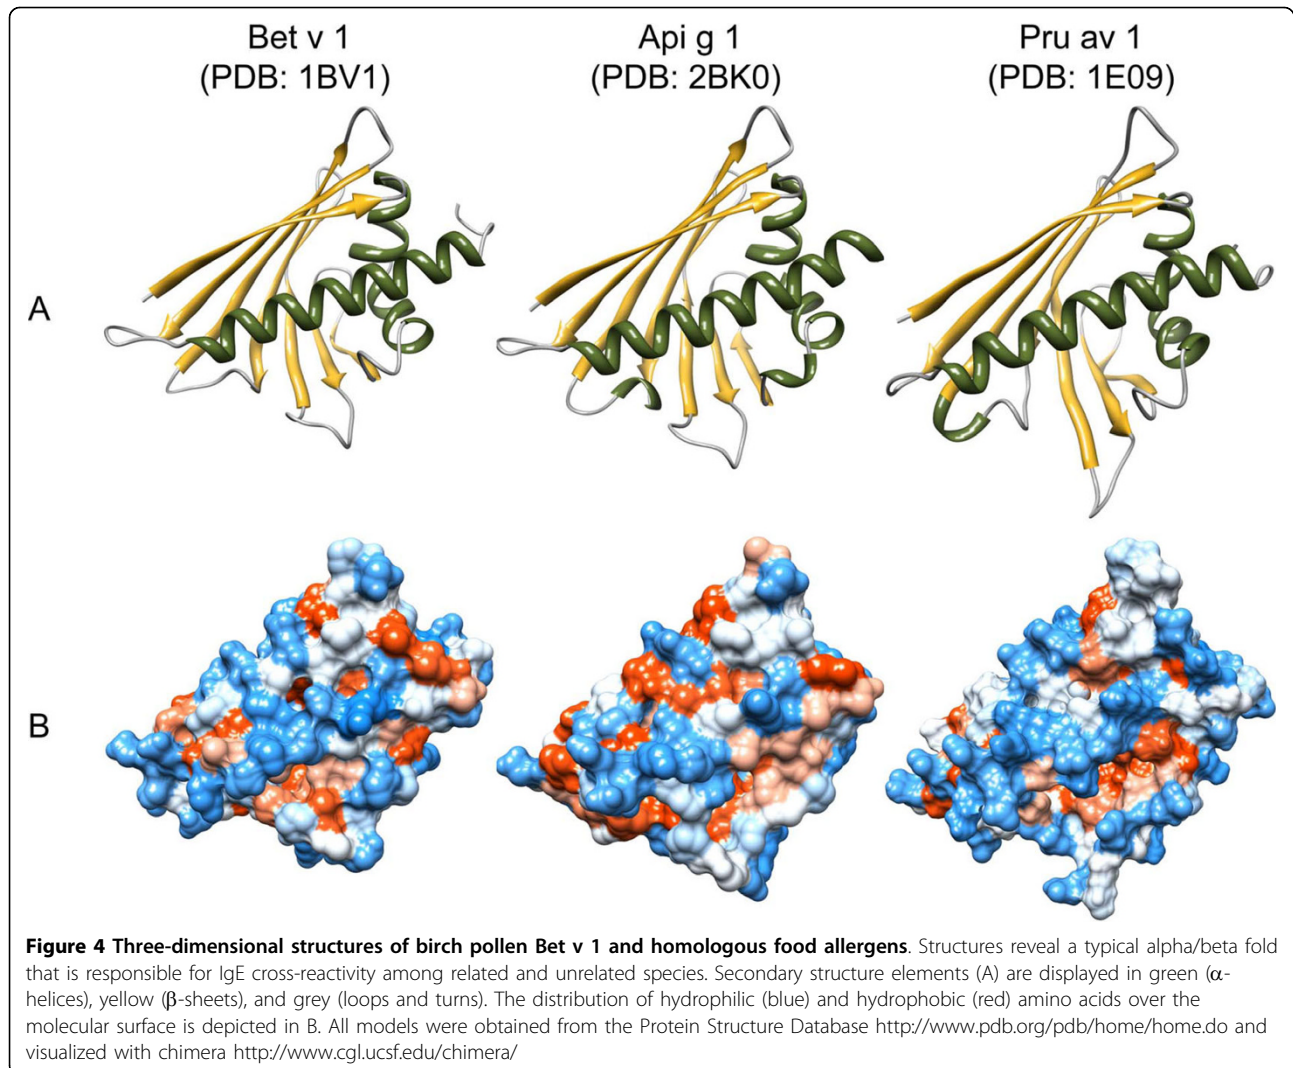 Bet v 1
(PDB: 1BV1)
Api g 1
(PDB: 2BK0)
Pru av 1
(PDB: 1E09)
A
B
Figure 4 Three-dimensional structures of birch pollen Bet v 1 and homologous food allergens. Structures reveal a typical alpha/beta fold
that is responsible for IgE cross-reactivity among related and unrelated species. Secondary structure elements (A) are displayed in green (α-
helices), yellow (β-sheets), and grey (loops and turns). The distribution of hydrophilic (blue) and hydrophobic (red) amino acids over the
molecular surface is depicted in B. All models were obtained from the Protein Structure Database http://www.pdb.org/pdb/home/home.do and
visualized with chimera http://www.cgl.ucsf.edu/chimera/